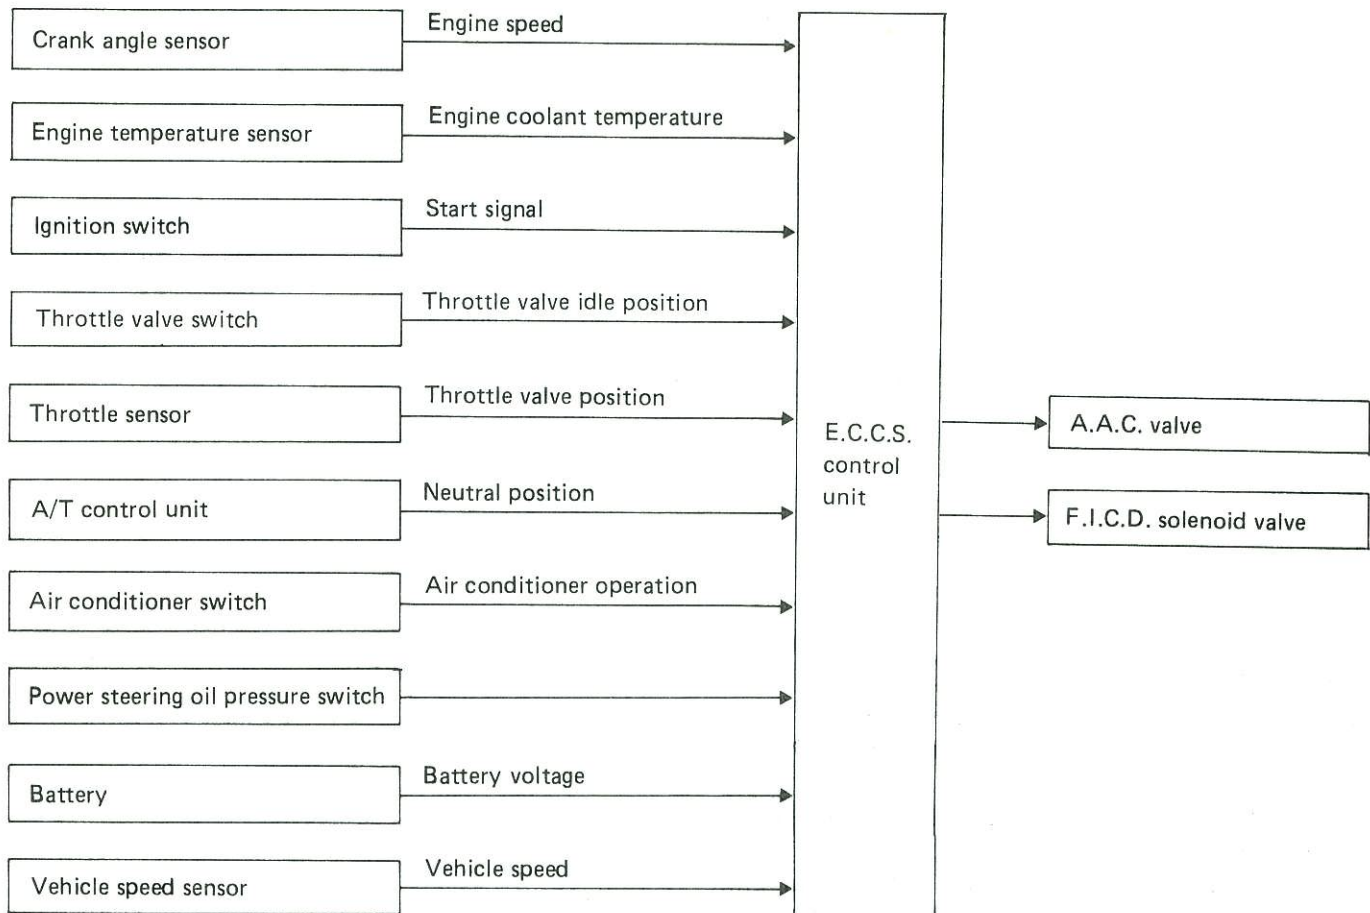 Crank angle sensor
Engine speed
Engine temperature sensor
Engine coolant temperature
Ignition switch
Start signal
Throttle valve switch
Throttle valve idle position
Throttle sensor
Throttle valve position
A/T control unit
Neutral position
Air conditioner switch
Air conditioner operation
Power steering oil pressure switch
Battery
Battery voltage
Vehicle speed sensor
Vehicle speed
E.C.C.S.
control
unit
A.A.C. valve
F.I.C.D. solenoid valve